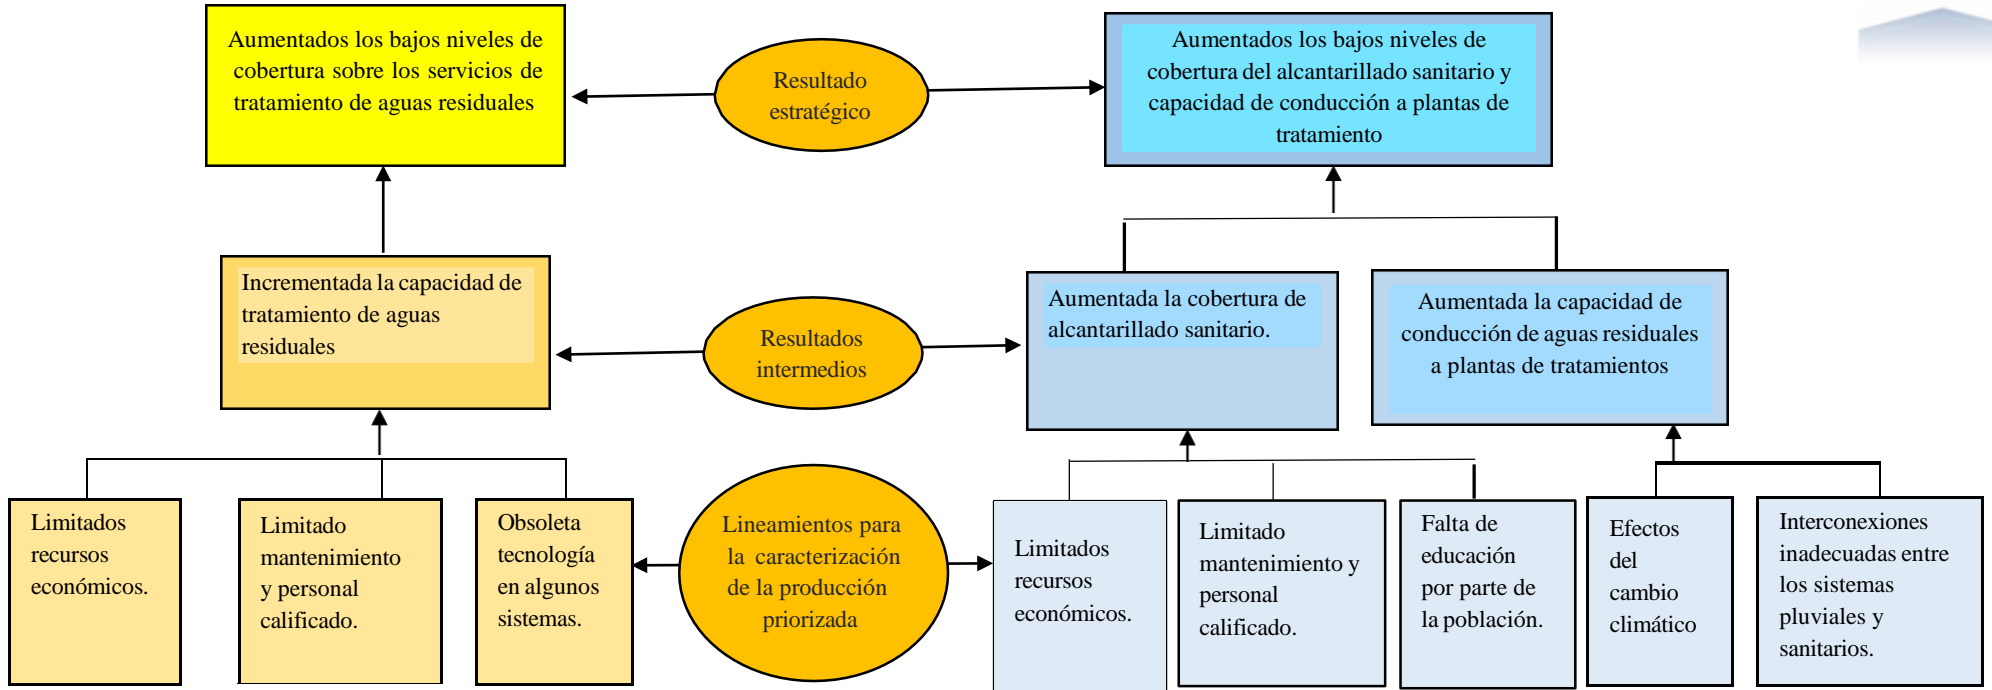 Aumentados los bajos niveles de
cobertura sobre los servicios de
tratamiento de aguas residuales
Resultado
estratégico
Aumentados los bajos niveles de
cobertura del alcantarillado sanitario y
capacidad de conducción a plantas de
tratamiento
Incrementada la capacidad de
tratamiento de aguas
residuales
Resultados
intermedios
Aumentada la cobertura de
alcantarillado sanitario.
Aumentada la capacidad de
conducción de aguas residuales
a plantas de tratamientos
Limitados
recursos
económicos.
Limitado
mantenimiento
y personal
calificado.
Obsoleta
tecnología
en algunos
sistemas.
Lineamientos para
la caracterización
de la producción
priorizada
Limitados
recursos
económicos.
Limitado
mantenimiento y
personal
calificado.
Falta de
educación
por parte de
la población.
Efectos
del
cambio
climático
Interconexiones
inadecuadas entre
los sistemas
pluviales y
sanitarios.